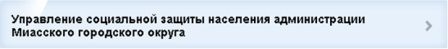 Управление социальной защиты населения администрации
Миасского городского округа